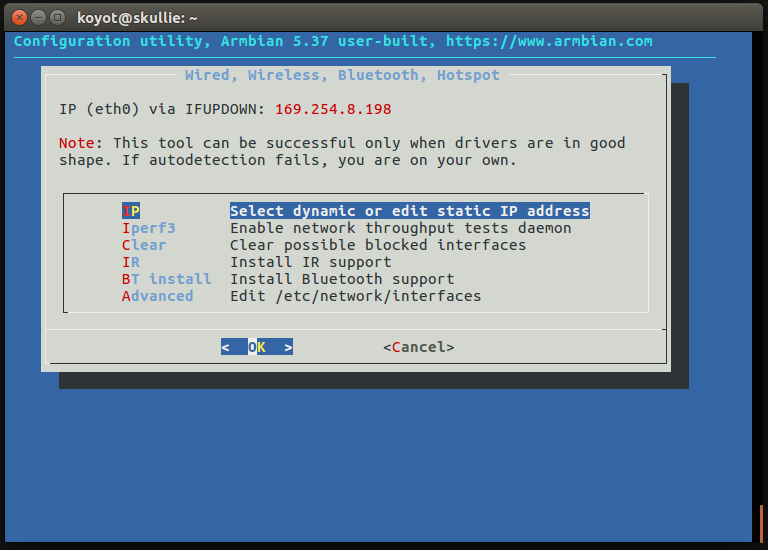 koyot@skullie: ~
Configuration utility, Armbian 5.37 user-built, https://www.armbian.com
Wired, Wireless, Bluetooth, Hotspot
IP (eth0) via IFUPDOWN: 169.254.8.198
Note: This tool can be successful only when drivers are in good
shape. If autodetection fails, you are on your own.
IP Select dynamic or edit static IP address
Iperf3 Enable network throughput tests daemon
Clear Clear possible blocked interfaces
IR Install IR support
BT install Install Bluetooth support
Advanced Edit /etc/network/interfaces
< OK > <Cancel>